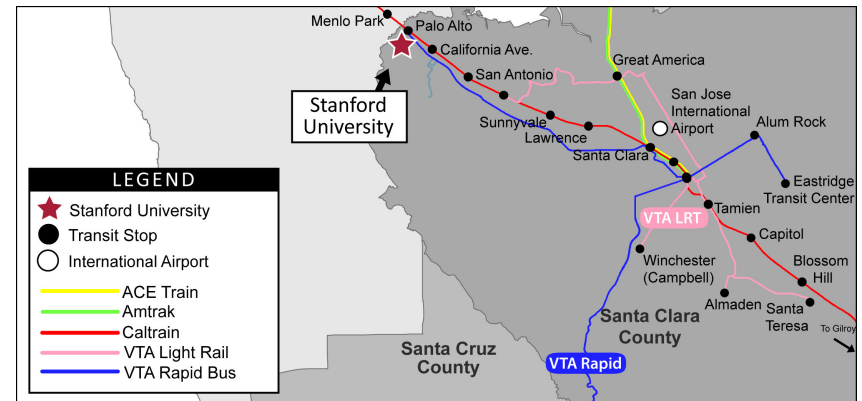 Menlo Park
Palo Alto
California Ave.
San Antonio
Great America
San Jose
International
Airport
Alum Rock
Stanford
University
Sunnyvale
Lawrence
Santa Clara
Eastridge
Transit Center
VTA LRT
Tamien
Capitol
Winchester
(Campbell)
Blossom
Hill
Almaden
Santa
Teresa
To Gilroy
Santa Clara
County
Santa Cruz
County
VTA Rapid
LEGEND
Stanford University
Transit Stop
International Airport
ACE Train
Amtrak
Caltrain
VTA Light Rail
VTA Rapid Bus